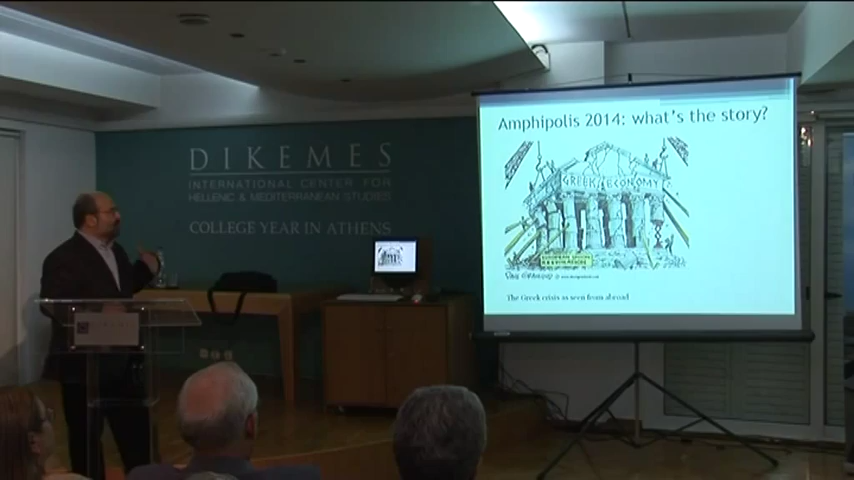 DIKEMES
INTERNATIONAL CENTER FOR
HELLENIC & MEDITERRANEAN STUDIES
COLLEGE YEAR IN ATHENS
Amphipolis 2014: what's the story?
GREEK ECONOMY
The Greek crisis as seen from abroad